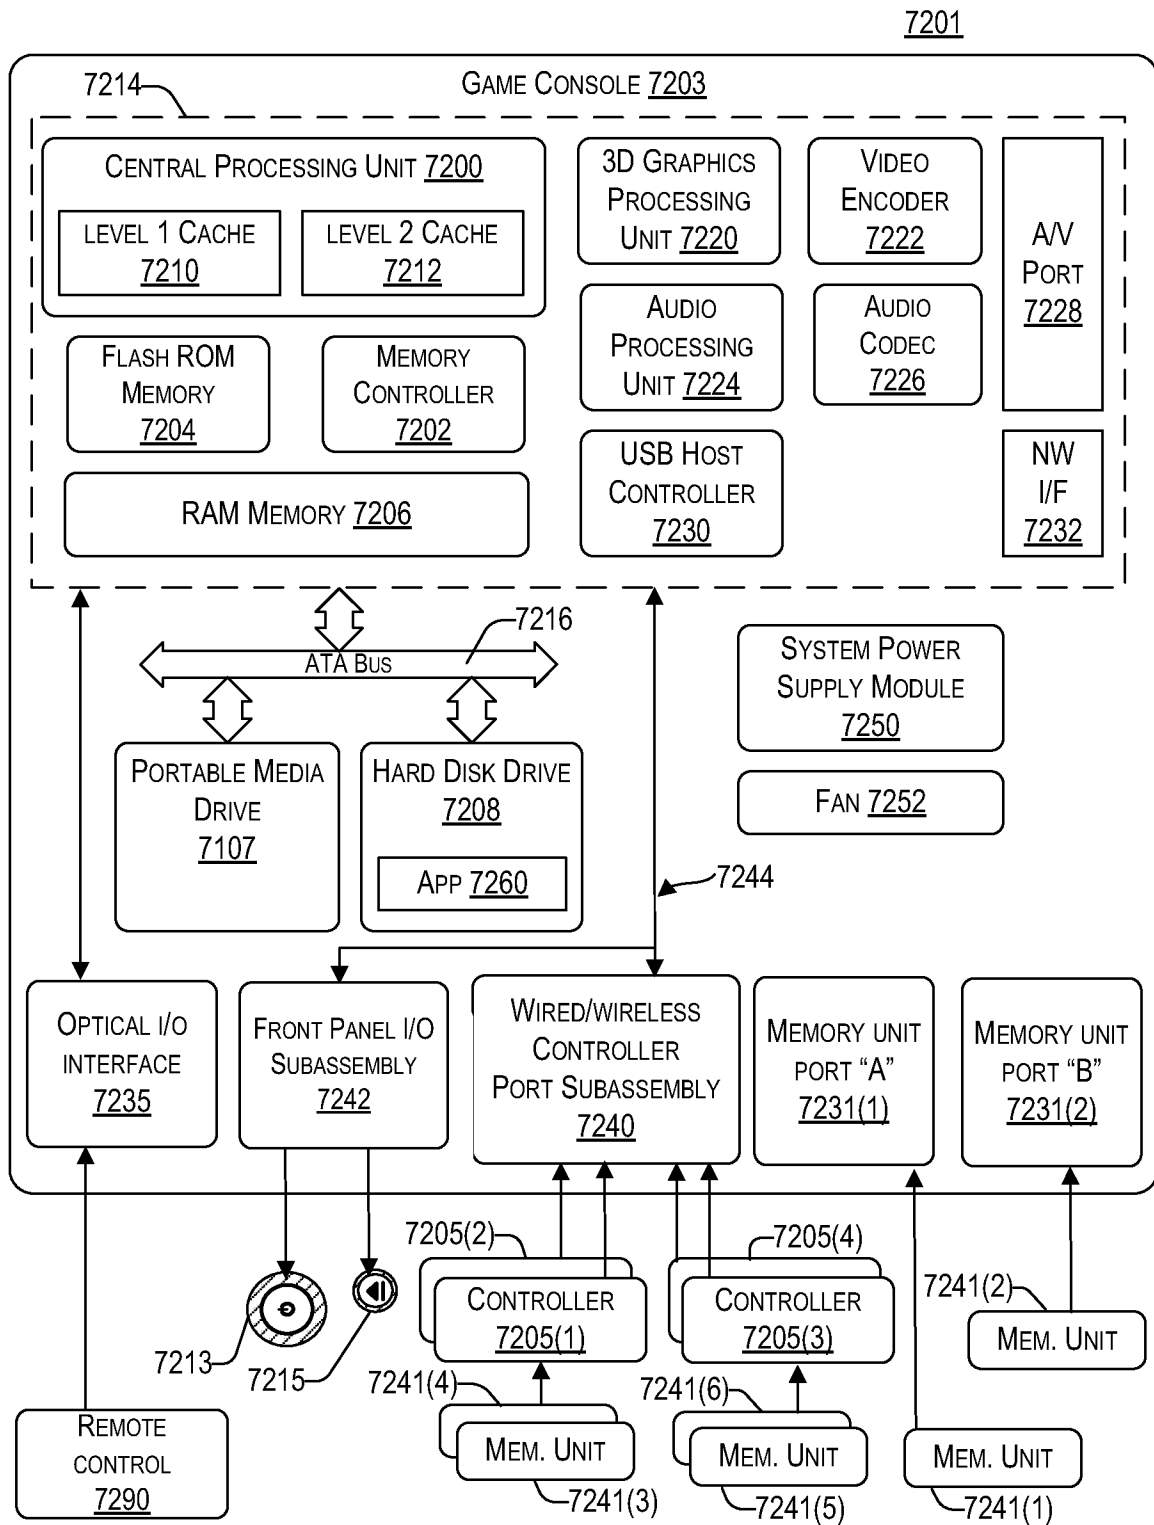 7201
7214
GAME CONSOLE 7203
CENTRAL PROCESSING UNIT 7200
LEVEL 1 CACHE
7210
LEVEL 2 CACHE
7212
3D GRAPHICS
PROCESSING
UNIT 7220
VIDEO
ENCODER
7222
A/V
PORT
7228
FLASH ROM
MEMORY
7204
MEMORY
CONTROLLER
7202
AUDIO
PROCESSING
UNIT 7224
AUDIO
CODEC
7226
RAM MEMORY 7206
USB HOST
CONTROLLER
7230
NW
I/F
7232
7216
ATA BUS
SYSTEM POWER
SUPPLY MODULE
7250
PORTABLE MEDIA
DRIVE
7107
HARD DISK DRIVE
7208
APP 7260
FAN 7252
7244
OPTICAL I/O
INTERFACE
7235
FRONT PANEL I/O
SUBASSEMBLY
7242
WIRED/WIRELESS
CONTROLLER
PORT SUBASSEMBLY
7240
MEMORY UNIT
PORT “A”
7231(1)
MEMORY UNIT
PORT “B”
7231(2)
7205(2)
7205(4)
CONTROLLER
7205(1)
CONTROLLER
7205(3)
7241(2)
MEM. UNIT
7213
7215
7241(4)
7241(6)
REMOTE
CONTROL
7290
MEM. UNIT
MEM. UNIT
MEM. UNIT
7241(3)
7241(5)
7241(1)